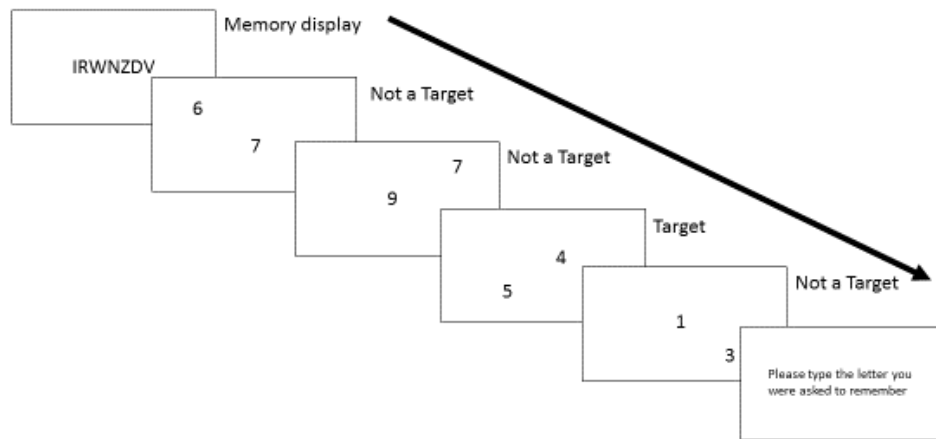 Memory display
IRWNZDV
Not a Target
6
7
Not a Target
7
9
Target
4
5
Not a Target
1
3
Please type the letter you
were asked to remember